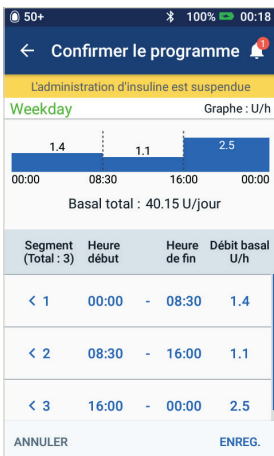 50+ 100% 00:18
Confirmer le programme 1
L'administration d'insuline est suspendue
Weekday Graphe : U/h
1.4 1.1 2.5
00:00 08:30 16:00 00:00
Basal total : 40.15 U/jour
Segment Heure Heure Débit basal
(Total : 3) début de fin U/h
< 1 00:00 - 08:30 1.4
< 2 08:30 - 16:00 1.1
< 3 16:00 - 00:00 2.5
ANNULER ENREG.